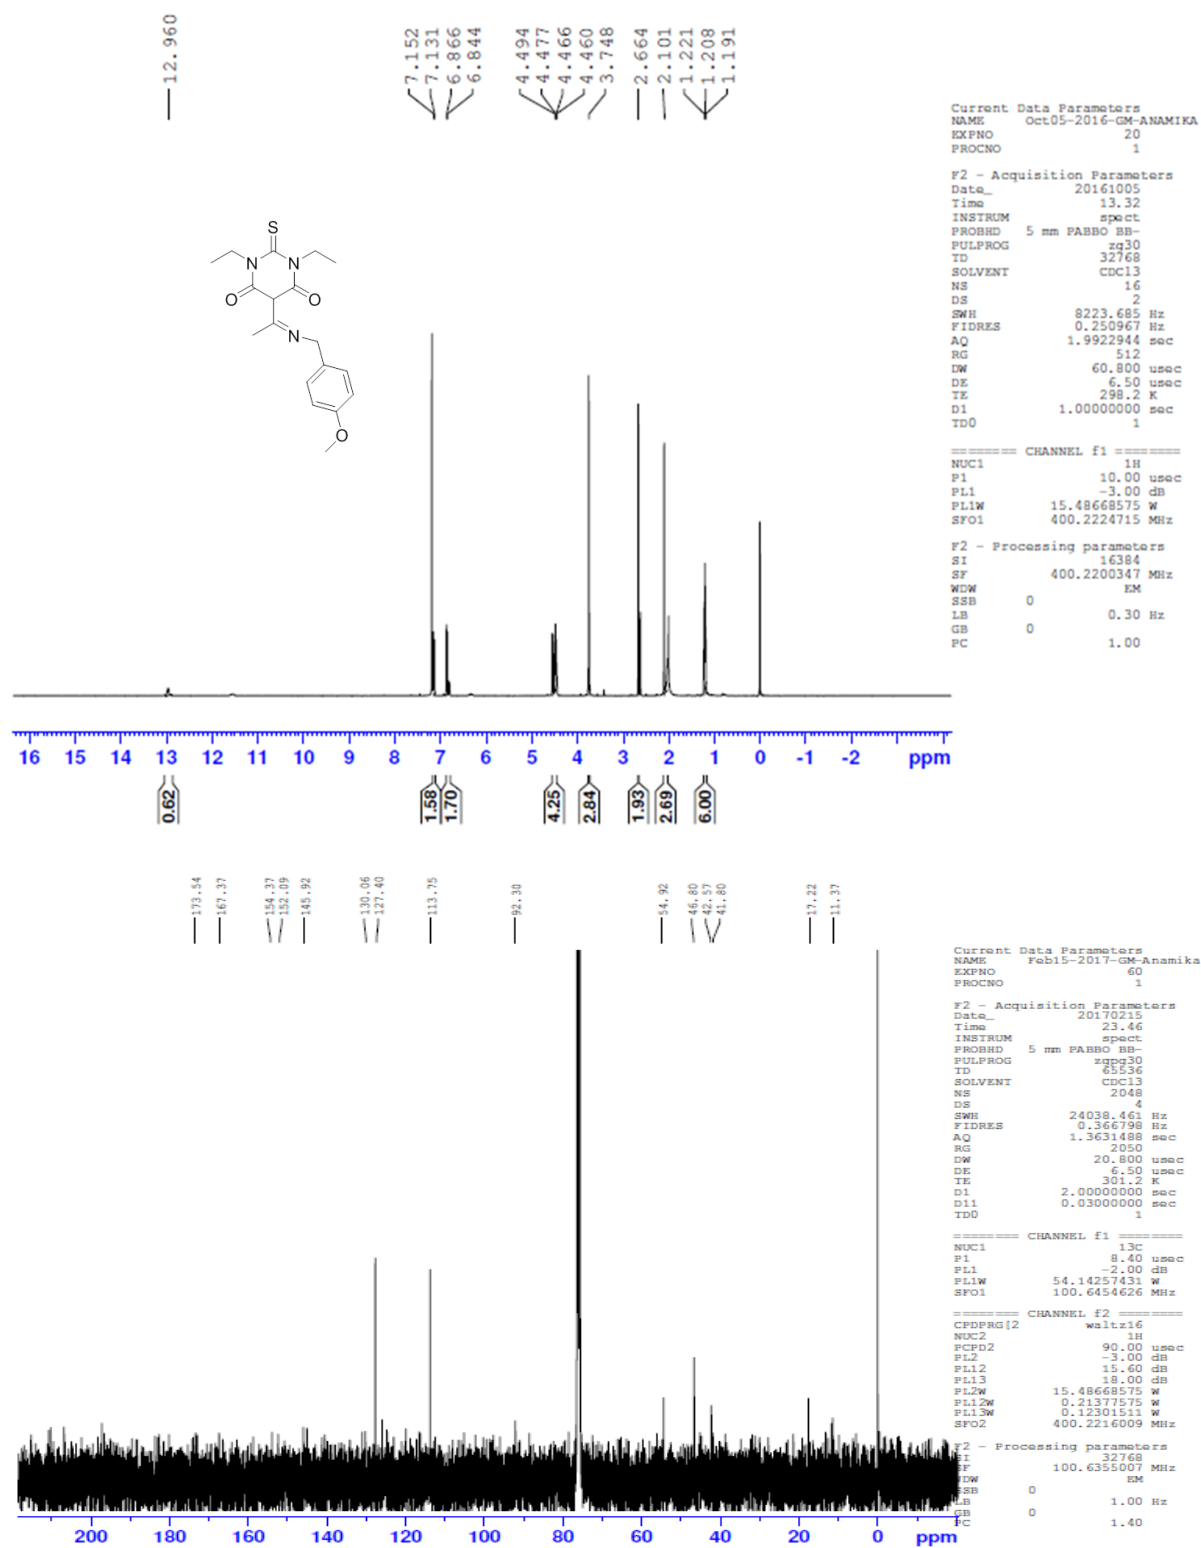 12.960
7.152
7.131
6.866
6.844
4.494
4.477
4.466
4.460
3.748
2.664
2.101
1.221
1.208
1.191
Current Data Parameters
NAME Oct05-2016-GM-ANAMIKA
EXPNO 20
PROCNO 1
F2 - Acquisition Parameters
Date_ 20161005
Time 13.32
INSTRUM spect
PROBHD 5 mm PABBO BB-
PULPROG zg30
TD 32768
SOLVENT CDCl3
NS 16
DS 2
SWH 8223.685 Hz
FIDRES 0.250967 Hz
AQ 1.9922944 sec
RG 512
DW 60.800 usec
DE 6.50 usec
TE 298.2 K
D1 1.00000000 sec
TD0 1
======== CHANNEL f1 ========
NUC1 1H
P1 10.00 usec
PL1 -3.00 dB
PL1W 15.48668575 W
SFO1 400.2224715 MHz
F2 - Processing parameters
SI 16384
SF 400.2200347 MHz
WDW EM
SSB 0
LB 0.30 Hz
GB 0
PC 1.00
S
N N
O O
N
O
16 15 14 13 12 11 10 9 8 7 6 5 4 3 2 1 0 -1 -2 ppm
0.62 1.58 1.70 4.25 2.84 1.93 2.69 6.00
173.54
167.37
154.37
152.09
145.92
130.06
127.40
113.75
92.30
54.92
46.80
42.57
41.80
17.22
11.37
Current Data Parameters
NAME Feb15-2017-GM-Anamika
EXPNO 60
PROCNO 1
F2 - Acquisition Parameters
Date_ 20170215
Time 23.46
INSTRUM spect
PROBHD 5 mm PABBO BB-
PULPROG zgpg30
TD 65536
SOLVENT CDCl3
NS 2048
DS 4
SWH 24038.461 Hz
FIDRES 0.366798 Hz
AQ 1.3631488 sec
RG 2050
DW 20.800 usec
DE 6.50 usec
TE 301.2 K
D1 2.00000000 sec
D11 0.03000000 sec
TD0 1
======== CHANNEL f1 ========
NUC1 13C
P1 8.40 usec
PL1 -2.00 dB
PL1W 54.14257431 W
SFO1 100.6454626 MHz
======== CHANNEL f2 ========
CPDPRG[2 waltz16
NUC2 1H
PCPD2 90.00 usec
PL2 -3.00 dB
PL12 15.60 dB
PL13 18.00 dB
PL2W 15.48668575 W
PL12W 0.21377575 W
PL13W 0.12301511 W
SFO2 400.2216009 MHz
F2 - Processing parameters
SI 32768
SF 100.6355007 MHz
WDW EM
SSB 0
LB 1.00 Hz
GB 0
PC 1.40
200 180 160 140 120 100 80 60 40 20 0 ppm